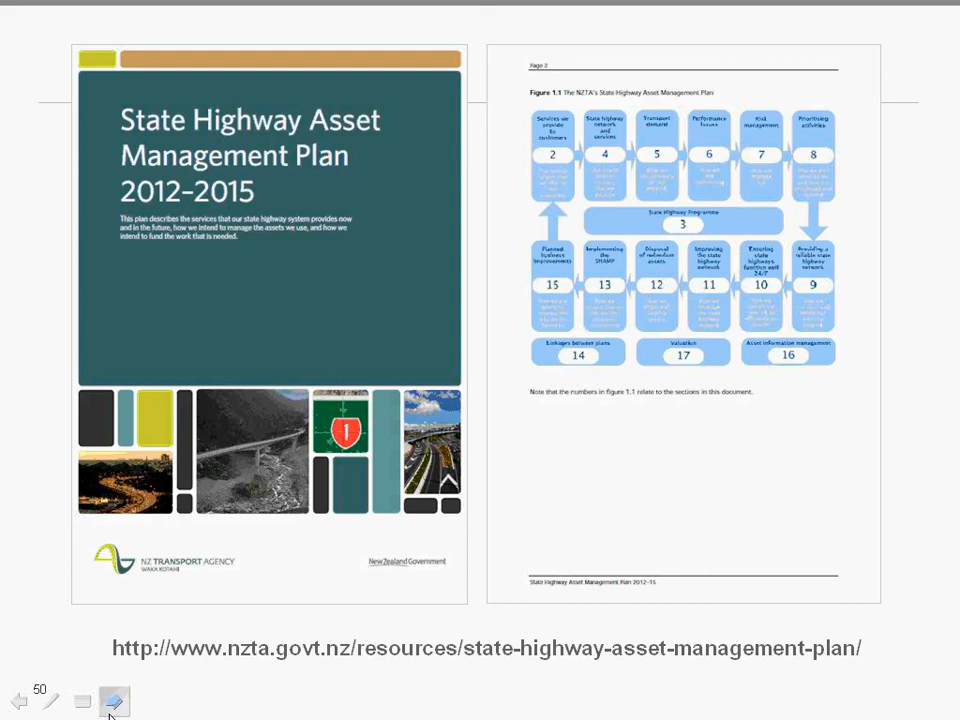 State Highway Asset
Management Plan
2012–2015
This plan describes the services that our state highway system provides now
and in the future, how we intend to manage the assets we use, and how we
intend to fund the work that is needed.
1
NZ TRANSPORT AGENCY
WAKA KOTAHI
New Zealand Government
Page 2
Figure 1.1 The NZTA's State Highway Asset Management Plan
Services we
provide
to
customers
2
State highway
network
and
services
4
Transport
demand
5
Performance
issues
6
Risk
management
7
Prioritising
activities
8
State Highway Programme
3
Planned
business
improvements
15
Implementing
the
SHAMP
13
Disposal
of redundant
assets
12
Improving
the state
highway
network
11
Ensuring
state
highways
function well
24/7
10
Providing a
reliable state
highway
network
9
Linkages between plans
14
Valuation
17
Asset information management
16
Note that the numbers in figure 1.1 relate to the sections in this document.
State Highway Asset Management Plan 2012–15
http://www.nzta.govt.nz/resources/state-highway-asset-management-plan/
50